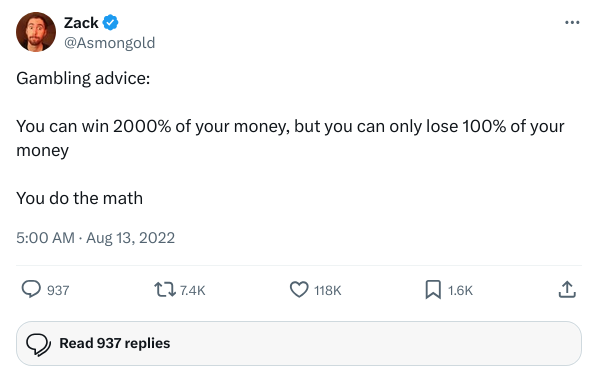 Zack
@Asmongold
Gambling advice:
You can win 2000% of your money, but you can only lose 100% of your
money
You do the math
5:00 AM · Aug 13, 2022
937 7.4K 118K 1.6K
Read 937 replies